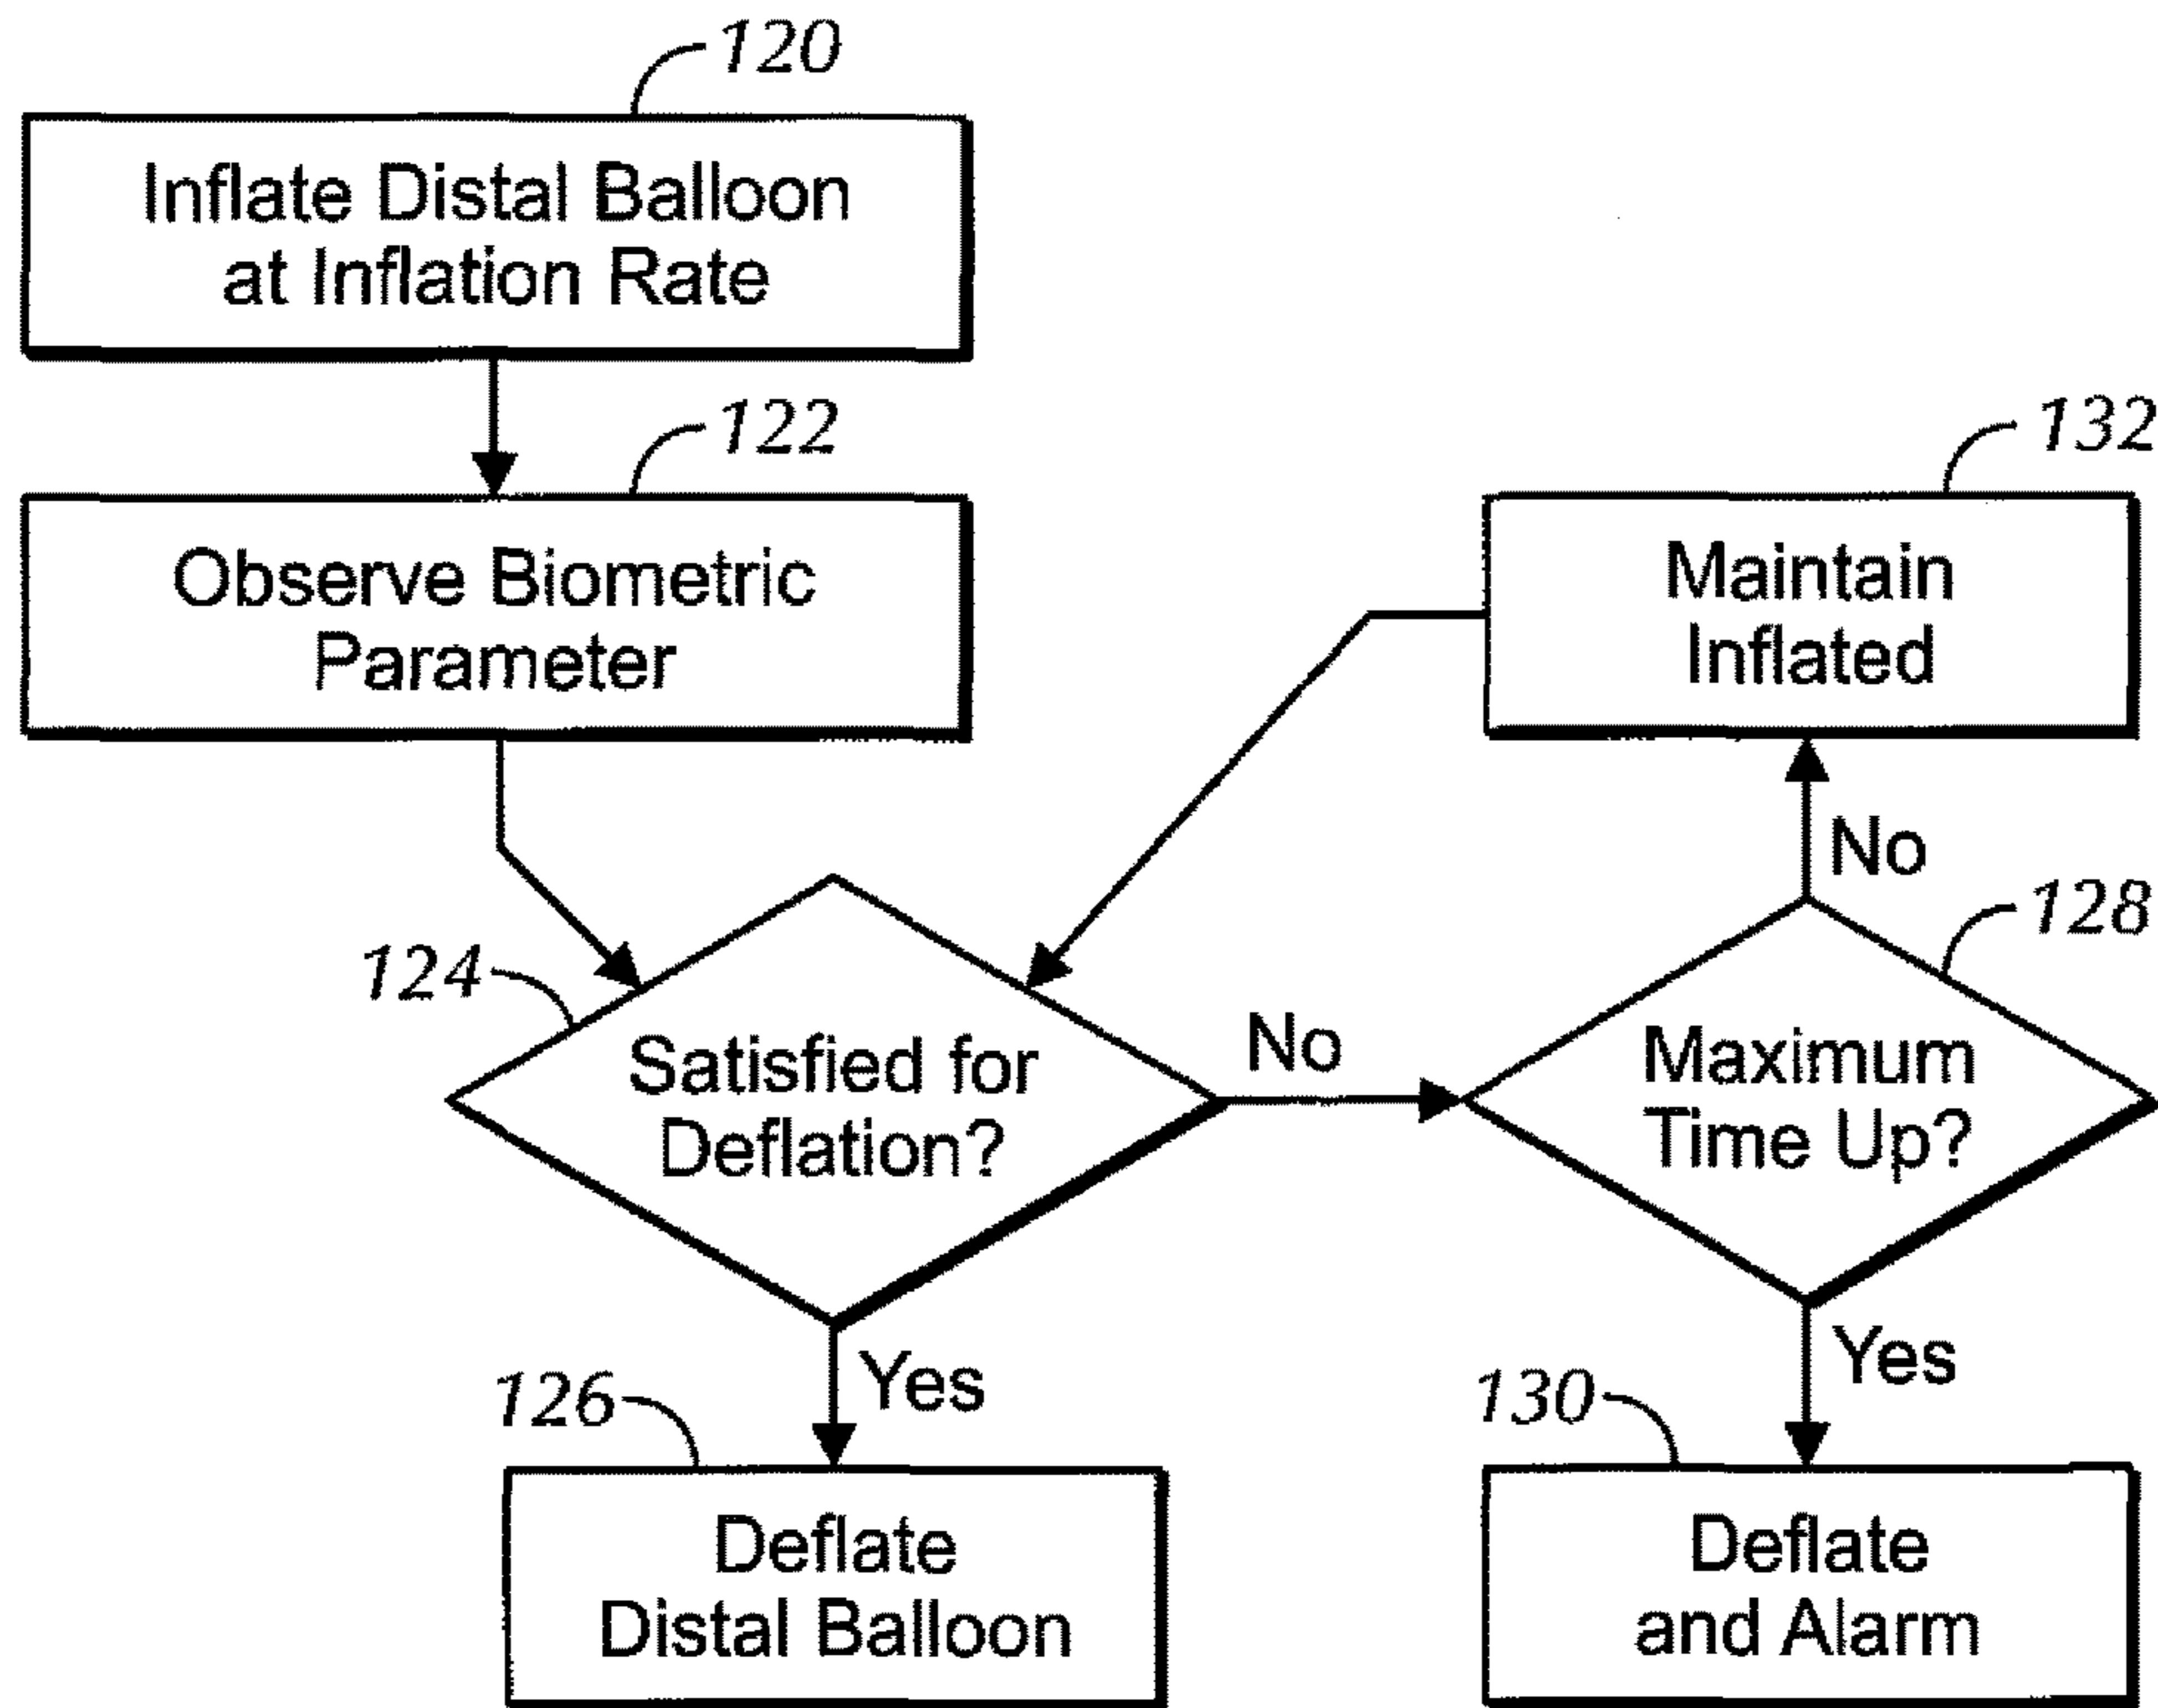 120
Inflate Distal Balloon
at Inflation Rate
122
Observe Biometric
Parameter
132
Maintain
Inflated
No
128
124
Satisfied for
Deflation?
No
Maximum
Time Up?
Yes
Yes
126
Deflate
Distal Balloon
130
Deflate
and Alarm